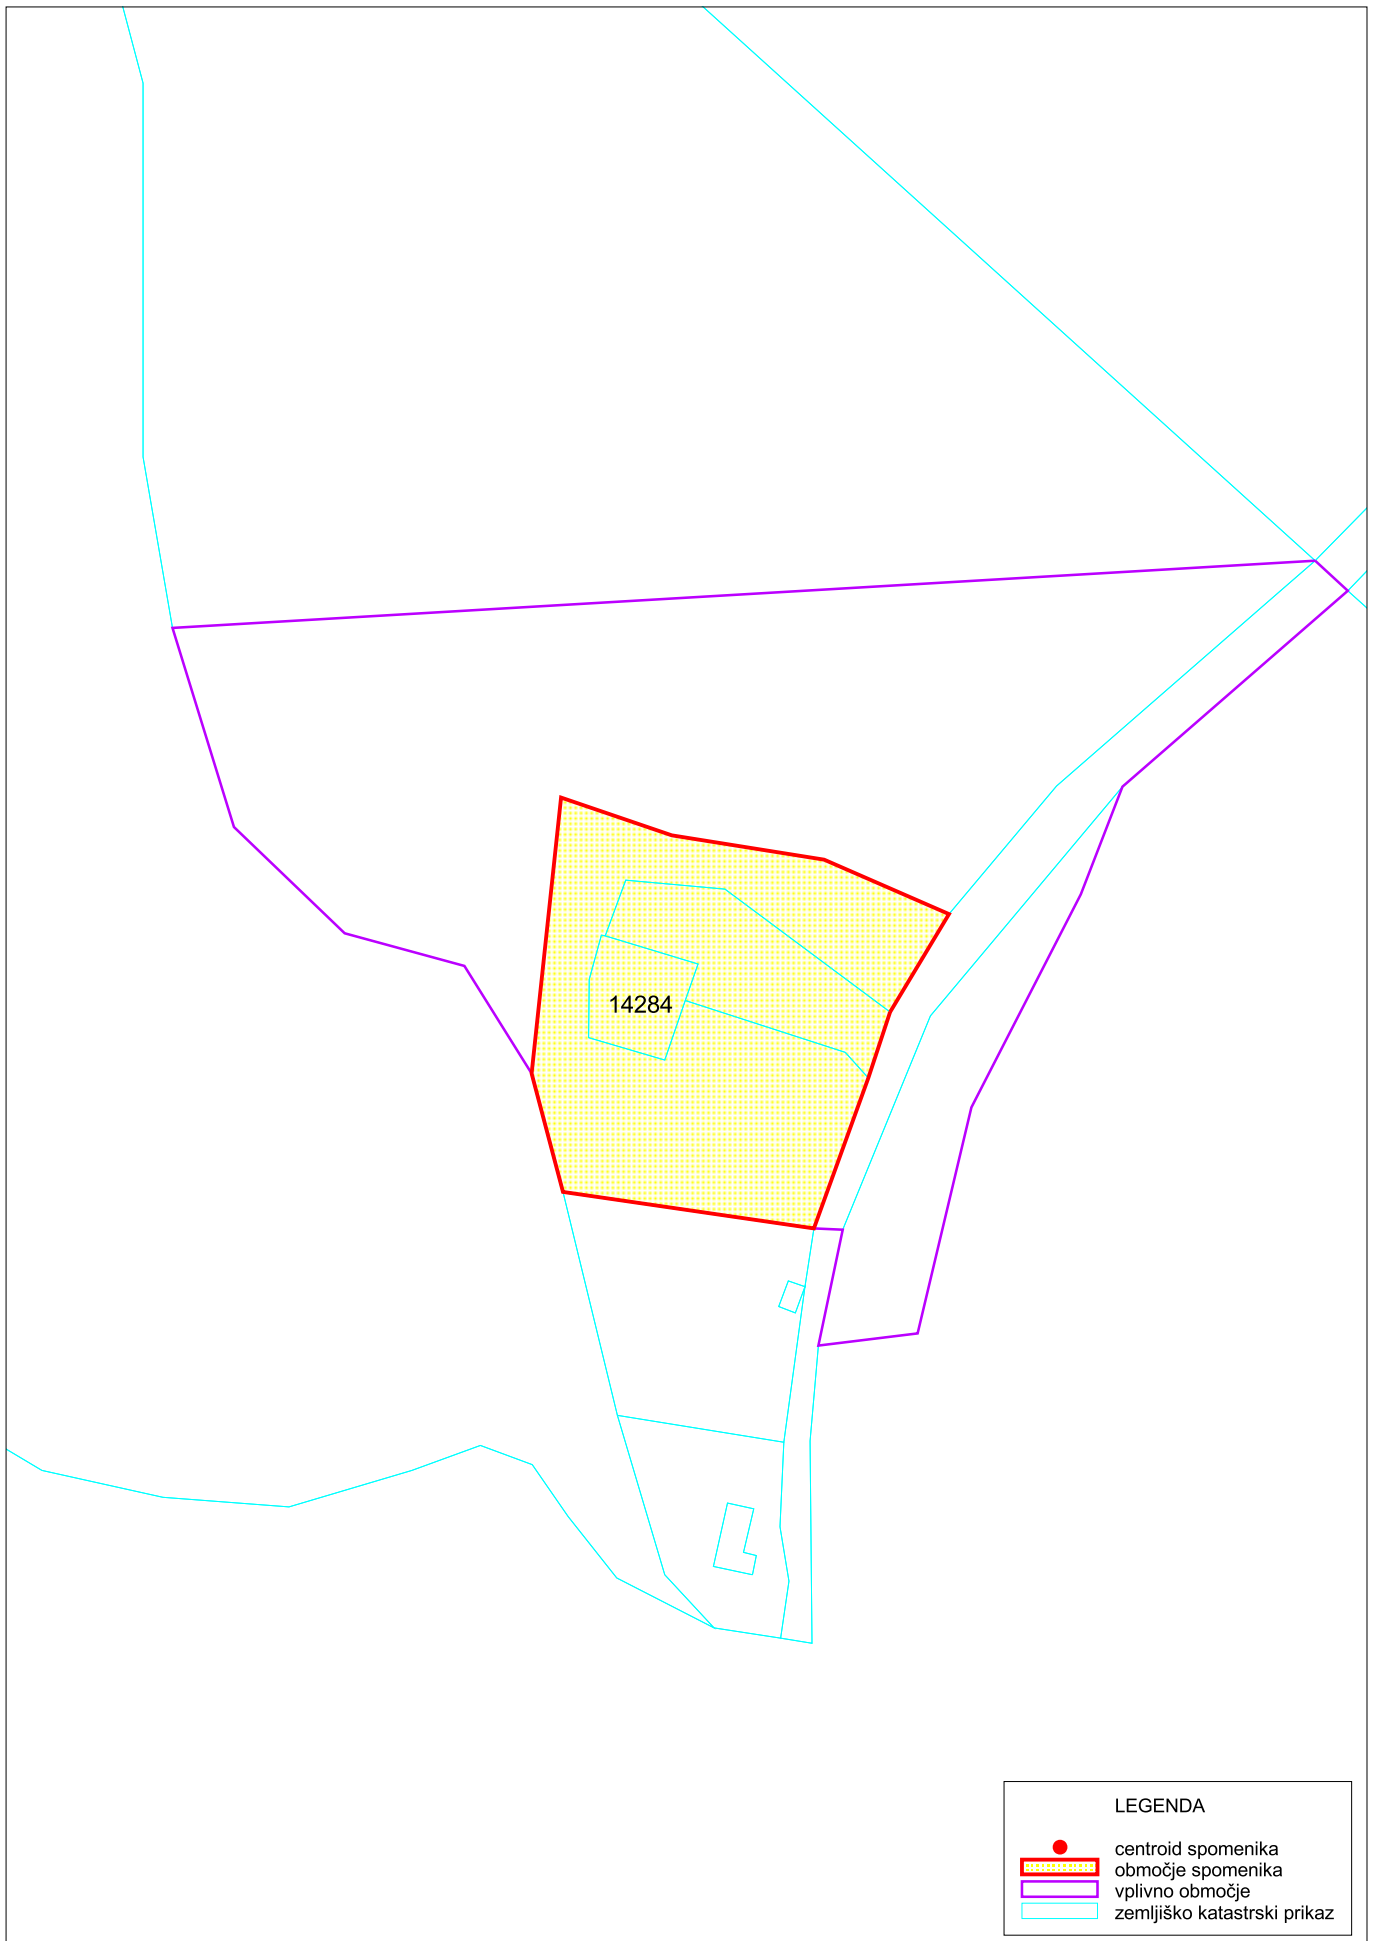 14284
LEGENDA
centroid spomenika
območje spomenika
vplivno območje
zemljiško katastrski prikaz